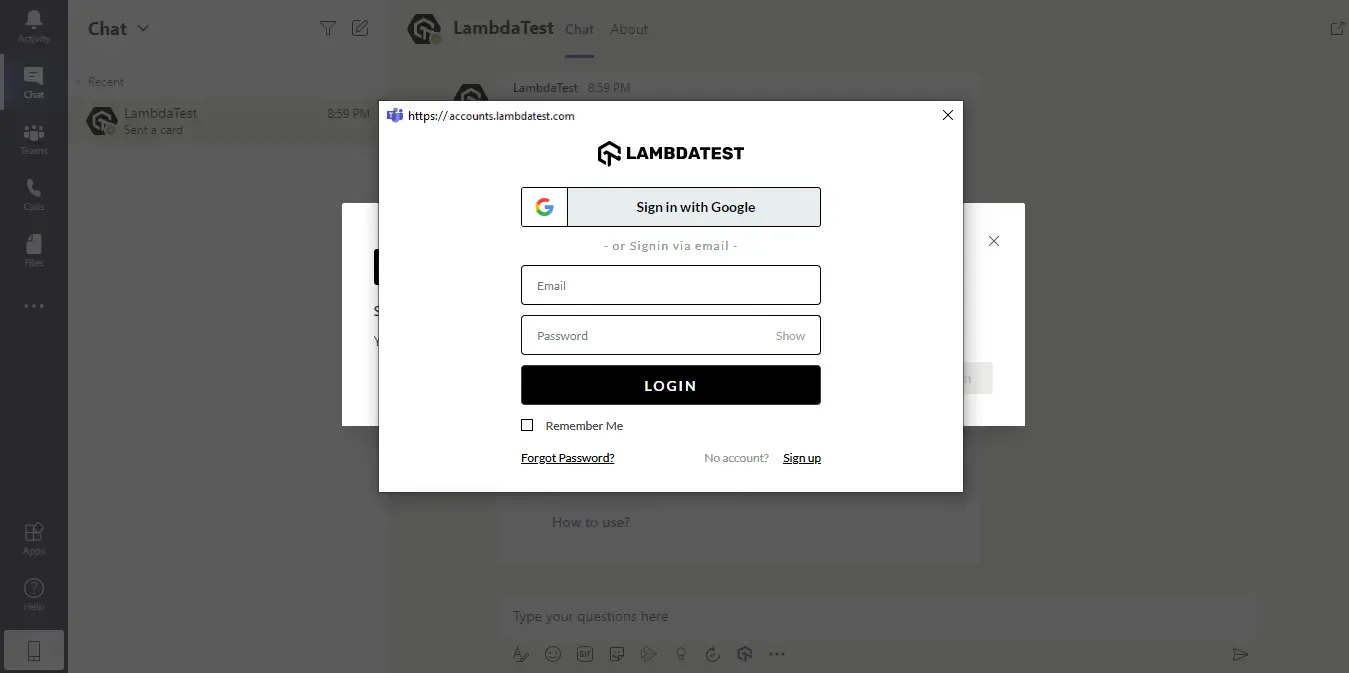 Activity
Chat
Teams
Calls
Files
Apps
Help
Chat
Recent
LambdaTest 8:59 PM
Sent a card
LambdaTest Chat About
LambdaTest 8:59 PM
https://accounts.lambdatest.com
LAMBDATEST
G Sign in with Google
- or Signin via email -
Email
Password Show
LOGIN
Remember Me
Forgot Password? No account? Sign up
How to use?
Type your questions here
GIF